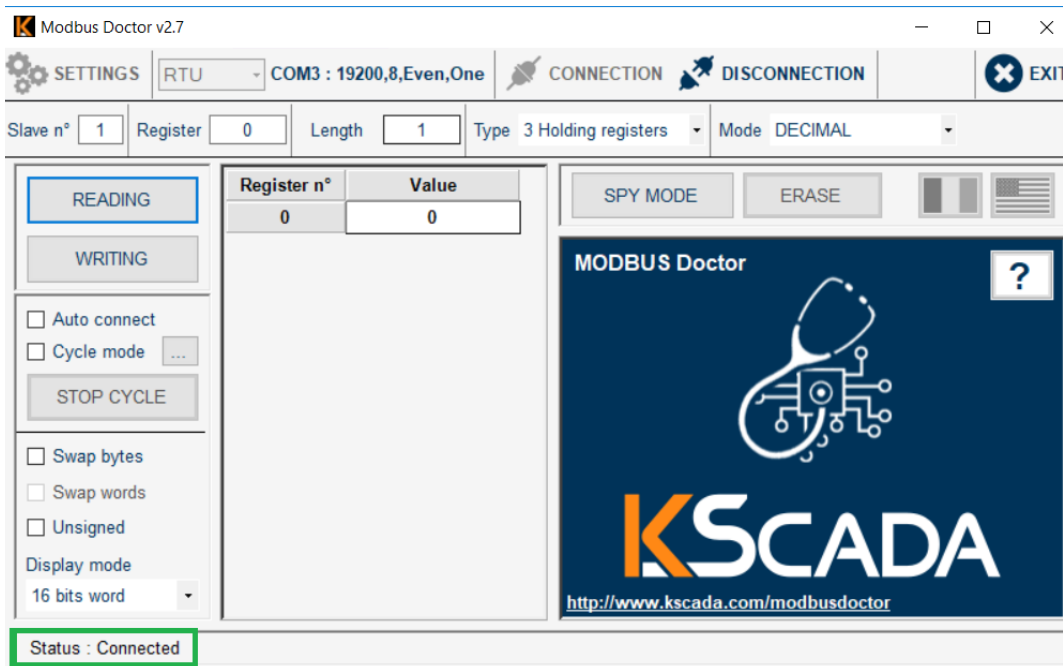 Modbus Doctor v2.7
SETTINGS RTU COM3 : 19200,8,Even,One CONNECTION DISCONNECTION EXIT
Slave n° 1 Register 0 Length 1 Type 3 Holding registers Mode DECIMAL
READING
WRITING
Auto connect
Cycle mode ...
STOP CYCLE
Swap bytes
Swap words
Unsigned
Display mode
16 bits word
Register n° Value
0 0
SPY MODE ERASE
MODBUS Doctor
?
KSCADA
http://www.kscada.com/modbusdoctor
Status : Connected